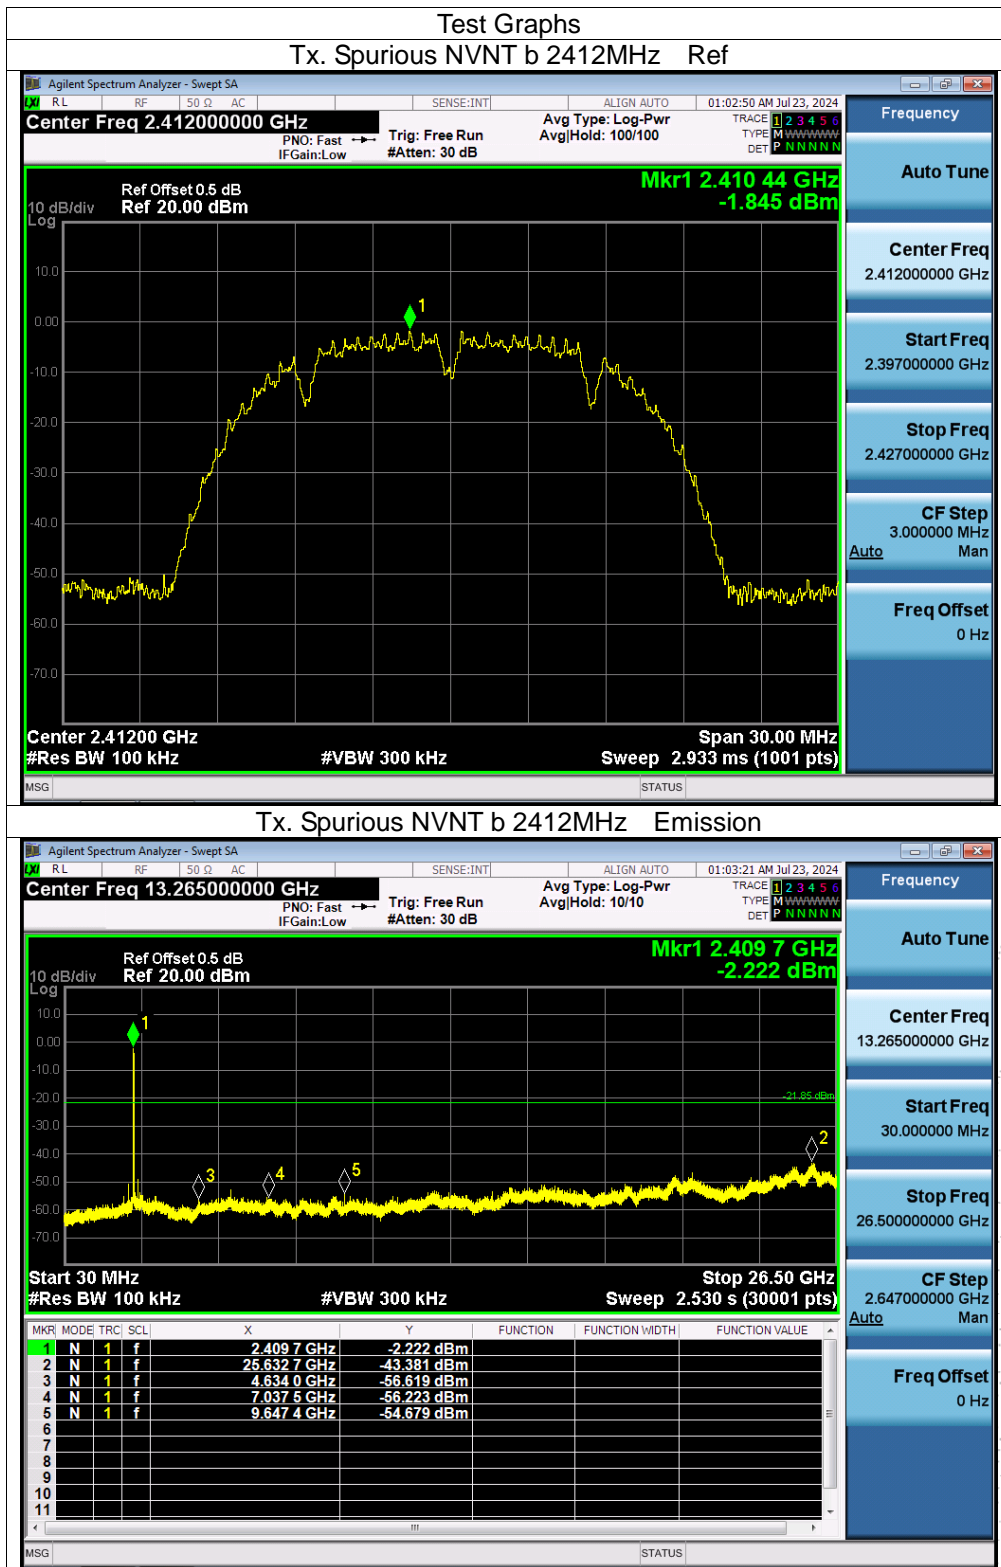 Test Graphs
Tx. Spurious NVNT b 2412MHz Ref
Agilent Spectrum Analyzer - Swept SA
LXI RL RF 50 Ω AC SENSE:INT ALIGN AUTO 01:02:50 AM Jul 23, 2024
Center Freq 2.412000000 GHz
PNO: Fast
IFGain:Low
Trig: Free Run
#Atten: 30 dB
Avg Type: Log-Pwr
Avg|Hold: 100/100
TRACE 1 2 3 4 5 6
TYPE M WWWWW
DET P N N N N N
Frequency
Auto Tune
Center Freq
2.412000000 GHz
Start Freq
2.397000000 GHz
Stop Freq
2.427000000 GHz
CF Step
3.000000 MHz
Auto Man
Freq Offset
0 Hz
Mkr1 2.410 44 GHz
-1.845 dBm
Ref Offset 0.5 dB
10 dB/div Ref 20.00 dBm
Log
10.0
0.00
-10.0
-20.0
-30.0
-40.0
-50.0
-60.0
-70.0
1
Center 2.41200 GHz Span 30.00 MHz
#Res BW 100 kHz #VBW 300 kHz Sweep 2.933 ms (1001 pts)
MSG STATUS
Tx. Spurious NVNT b 2412MHz Emission
Agilent Spectrum Analyzer - Swept SA
LXI RL RF 50 Ω AC SENSE:INT ALIGN AUTO 01:03:21 AM Jul 23, 2024
Center Freq 13.265000000 GHz
PNO: Fast
IFGain:Low
Trig: Free Run
#Atten: 30 dB
Avg Type: Log-Pwr
Avg|Hold: 10/10
TRACE 1 2 3 4 5 6
TYPE M WWWWW
DET P N N N N N
Frequency
Auto Tune
Center Freq
13.265000000 GHz
Start Freq
30.000000 MHz
Stop Freq
26.500000000 GHz
CF Step
2.647000000 GHz
Auto Man
Freq Offset
0 Hz
Mkr1 2.409 7 GHz
-2.222 dBm
Ref Offset 0.5 dB
10 dB/div Ref 20.00 dBm
Log
10.0
0.00
-10.0
-20.0
-30.0
-40.0
-50.0
-60.0
-70.0
1
-21.85 dBm
2
3
4
5
Start 30 MHz Stop 26.50 GHz
#Res BW 100 kHz #VBW 300 kHz Sweep 2.530 s (30001 pts)
MKR MODE TRC SCL X Y FUNCTION FUNCTION WIDTH FUNCTION VALUE
1 N 1 f 2.409 7 GHz -2.222 dBm
2 N 1 f 25.632 7 GHz -43.381 dBm
3 N 1 f 4.634 0 GHz -56.619 dBm
4 N 1 f 7.037 5 GHz -56.223 dBm
5 N 1 f 9.647 4 GHz -54.679 dBm
6
7
8
9
10
11
MSG STATUS